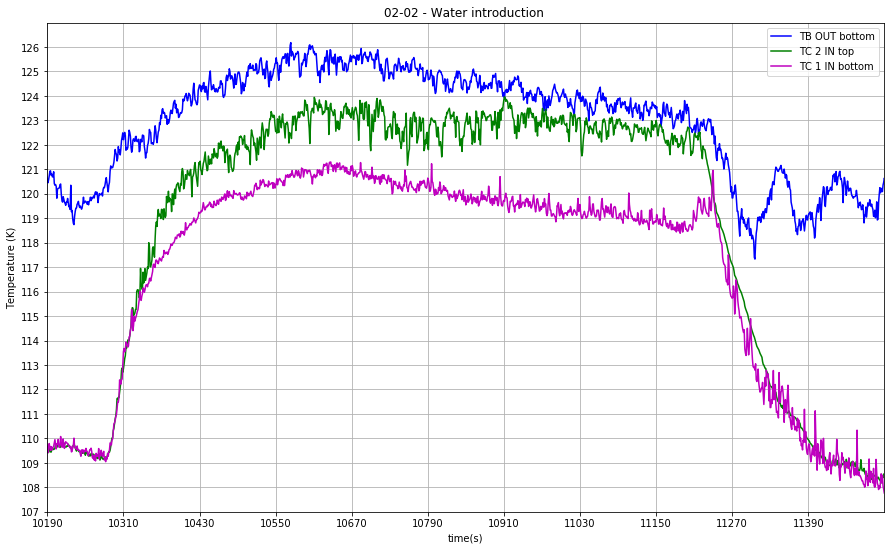 02-02 - Water introduction
TB OUT bottom
TC 2 IN top
TC 1 IN bottom
Temperature (K)
126
125
124
123
122
121
120
119
118
117
116
115
114
113
112
111
110
109
108
107
10190 10310 10430 10550 10670 10790 10910 11030 11150 11270 11390
time(s)